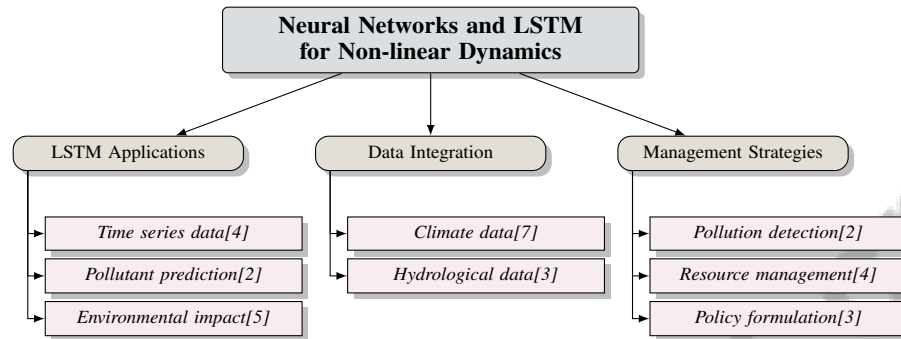 Neural Networks and LSTM
for Non-linear Dynamics
LSTM Applications
Data Integration
Management Strategies
Time series data[4]
Climate data[7]
Pollution detection[2]
Pollutant prediction[2]
Hydrological data[3]
Resource management[4]
Environmental impact[5]
Policy formulation[3]